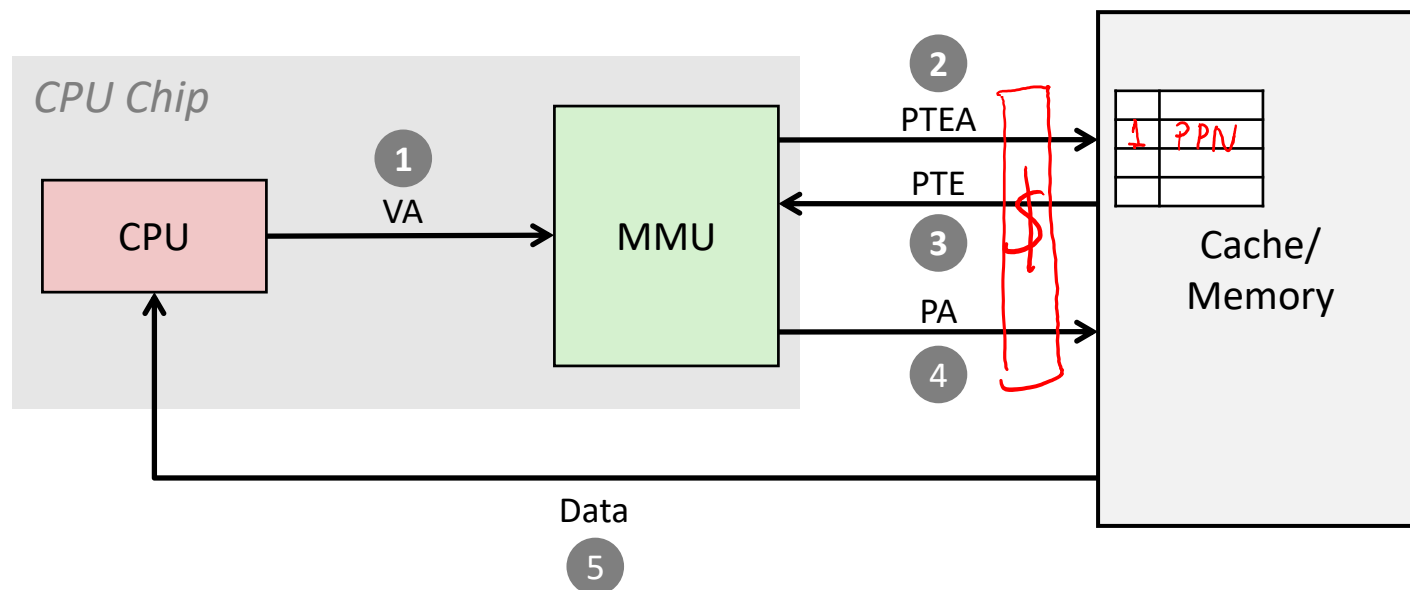 CPU Chip
2
PTEA
1 PPN
1
VA
PTE
$
CPU
MMU
3
Cache/
Memory
PA
4
Data
5